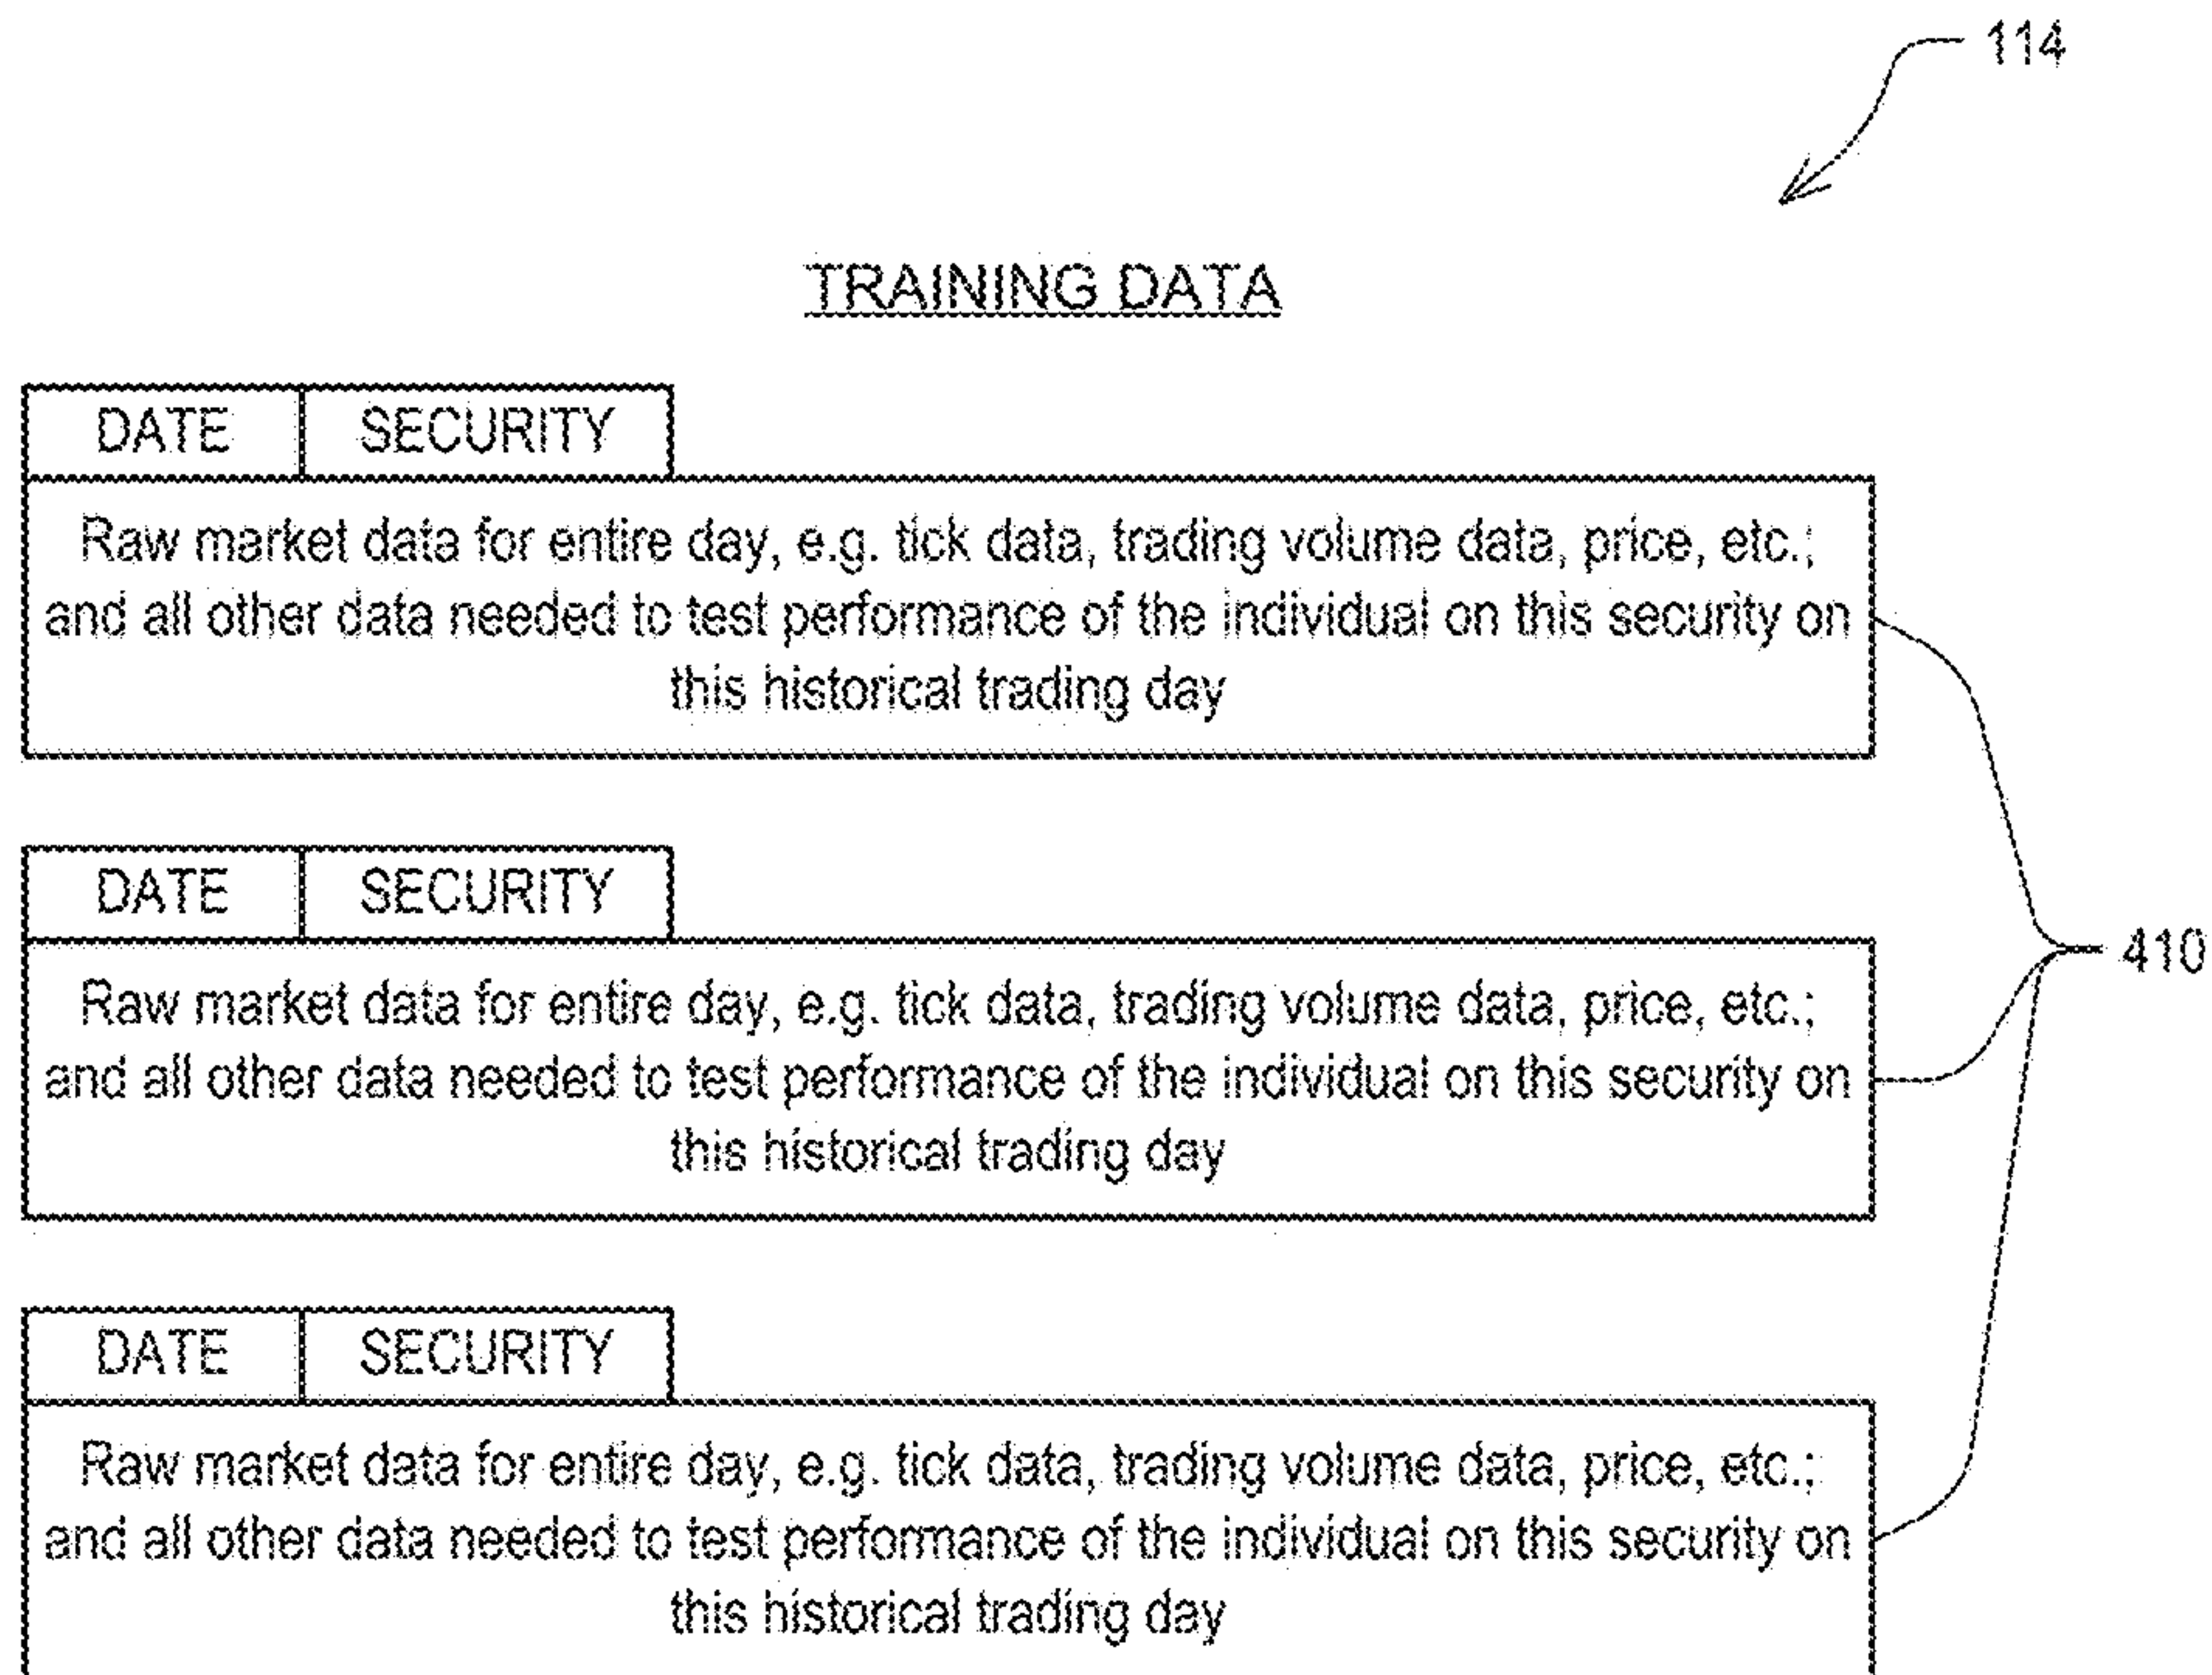 114
TRAINING DATA
DATE SECURITY
Raw market data for entire day, e.g. tick data, trading volume data, price, etc.;
and all other data needed to test performance of the individual on this security on
this historical trading day
DATE SECURITY
410
Raw market data for entire day, e.g. tick data, trading volume data, price, etc.;
and all other data needed to test performance of the individual on this security on
this historical trading day
DATE SECURITY
Raw market data for entire day, e.g. tick data, trading volume data, price, etc.;
and all other data needed to test performance of the individual on this security on
this historical trading day